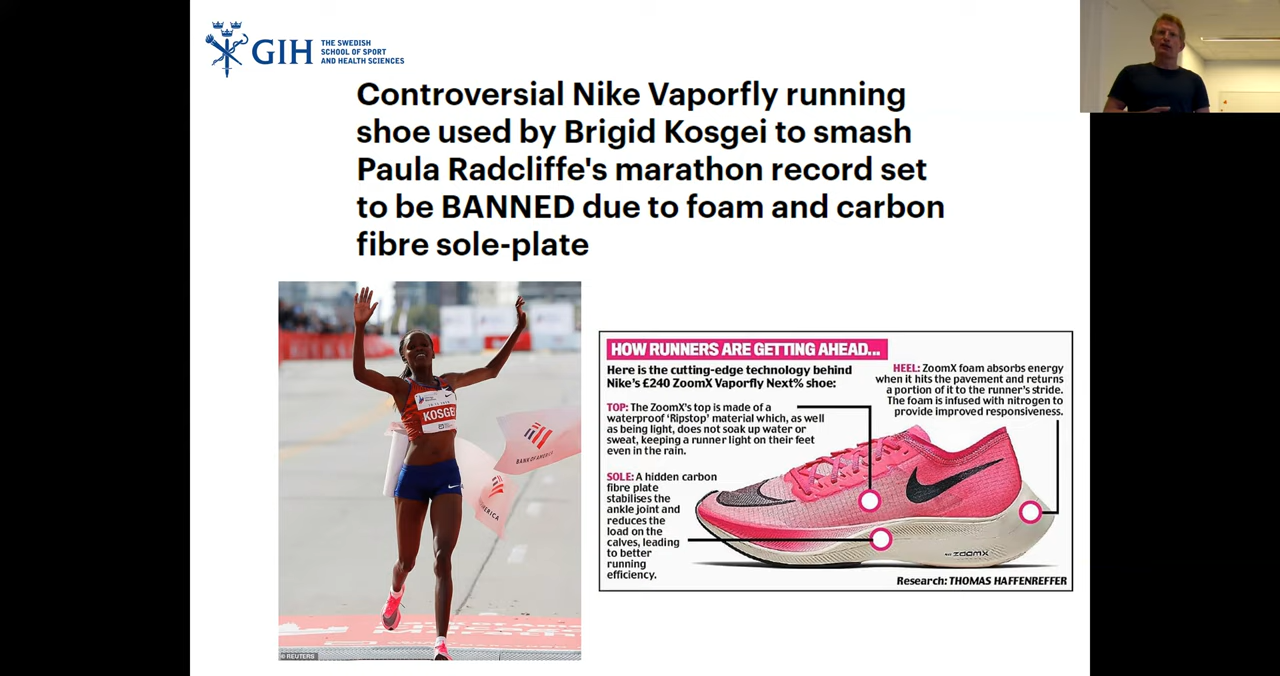 GIH
THE SWEDISH
SCHOOL OF SPORT
AND HEALTH SCIENCES
Controversial Nike Vaporfly running
shoe used by Brigid Kosgei to smash
Paula Radcliffe's marathon record set
to be BANNED due to foam and carbon
fibre sole-plate
KOSGEI
BANK OF AMERICA
AMERICA
© REUTERS
HOW RUNNERS ARE GETTING AHEAD...
Here is the cutting-edge technology behind
Nike's £240 ZoomX Vaporfly Next% shoe:
TOP: The ZoomX's top is made of a
waterproof 'Ripstop' material which, as well
as being light, does not soak up water or
sweat, keeping a runner light on their feet
even in the rain.
SOLE: A hidden carbon
fibre plate
stabilises the
ankle joint and
reduces the
load on the
calves, leading
to better
running
efficiency.
HEEL: ZoomX foam absorbs energy
when it hits the pavement and returns
a portion of it to the runner's stride.
The foam is infused with nitrogen to
provide improved responsiveness.
ZOOMX
Research: THOMAS HAFFENREFFER